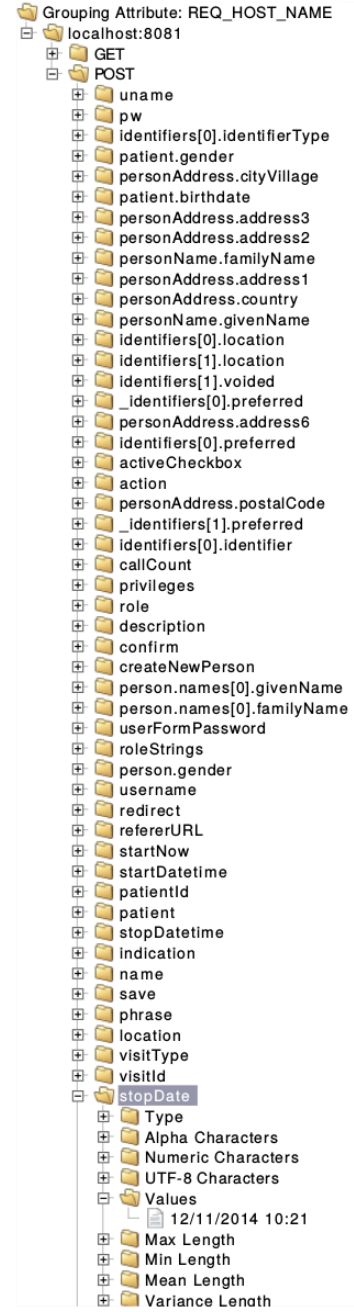 Grouping Attribute: REQ_HOST_NAME
localhost:8081
GET
POST
uname
pw
identifiers[0].identifierType
patient.gender
personAddress.cityVillage
patient.birthdate
personAddress.address3
personAddress.address2
personName.familyName
personAddress.address1
personAddress.country
personName.givenName
identifiers[0].location
identifiers[1].location
identifiers[1].voided
_identifiers[0].preferred
personAddress.address6
identifiers[0].preferred
activeCheckbox
action
personAddress.postalCode
_identifiers[1].preferred
identifiers[0].identifier
callCount
privileges
role
description
confirm
createNewPerson
person.names[0].givenName
person.names[0].familyName
userFormPassword
roleStrings
person.gender
username
redirect
refererURL
startNow
startDatetime
patientId
patient
stopDatetime
indication
name
save
phrase
location
visitType
visitId
stopDate
Type
Alpha Characters
Numeric Characters
UTF-8 Characters
Values
12/11/2014 10:21
Max Length
Min Length
Mean Length
Variance Length